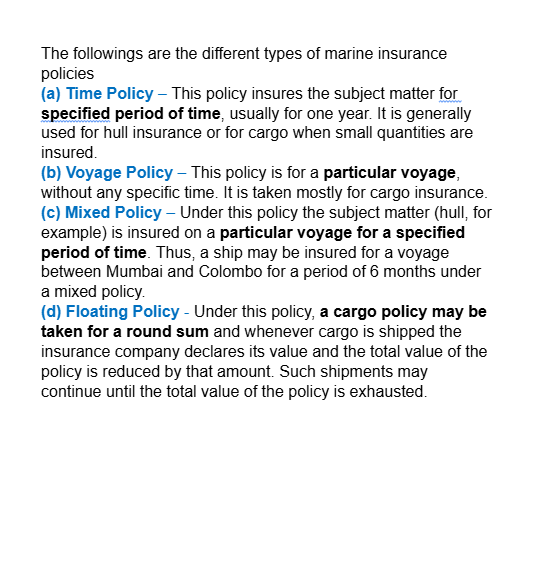 The followings are the different types of marine insurance
policies
(a) Time Policy – This policy insures the subject matter for
specified period of time, usually for one year. It is generally
used for hull insurance or for cargo when small quantities are
insured.
(b) Voyage Policy – This policy is for a particular voyage,
without any specific time. It is taken mostly for cargo insurance.
(c) Mixed Policy – Under this policy the subject matter (hull, for
example) is insured on a particular voyage for a specified
period of time. Thus, a ship may be insured for a voyage
between Mumbai and Colombo for a period of 6 months under
a mixed policy.
(d) Floating Policy - Under this policy, a cargo policy may be
taken for a round sum and whenever cargo is shipped the
insurance company declares its value and the total value of the
policy is reduced by that amount. Such shipments may
continue until the total value of the policy is exhausted.